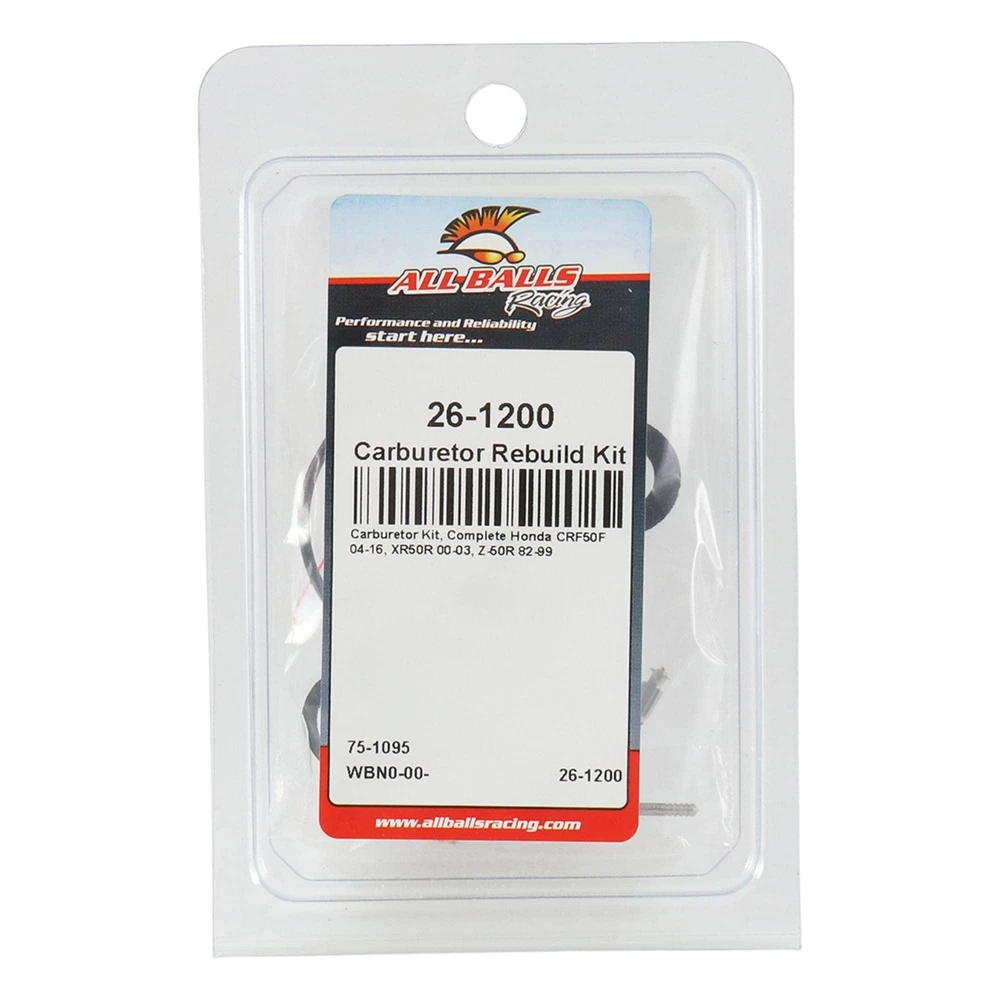 ALL BALLS
Racing
Performance and Reliability
start here...
26-1200
Carburetor Rebuild Kit
Carburetor Kit, Complete Honda CRF50F
04-16, XR50R 00-03, Z-50R 82-99
75-1095
WBN0-00-
26-1200
www.allballsracing.com